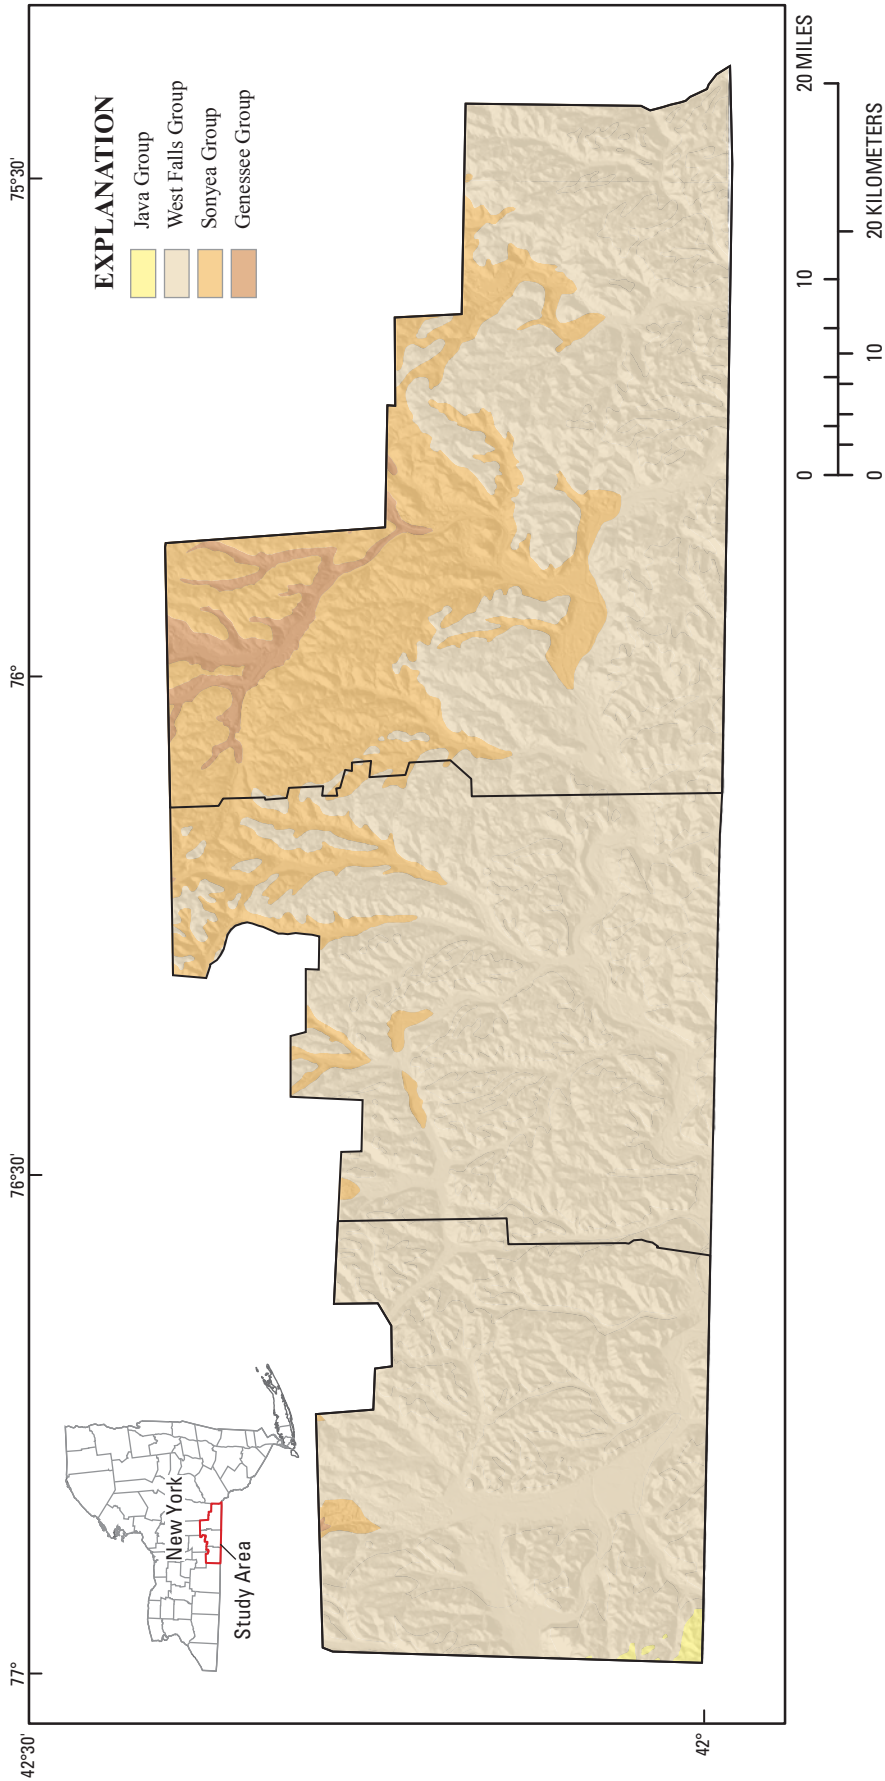 77°
76°30'
76°
75°30'
42°30'
42°
New York
Study Area
EXPLANATION
Java Group
West Falls Group
Sonyea Group
Genessee Group
0
10
20 MILES
0
10
20 KILOMETERS